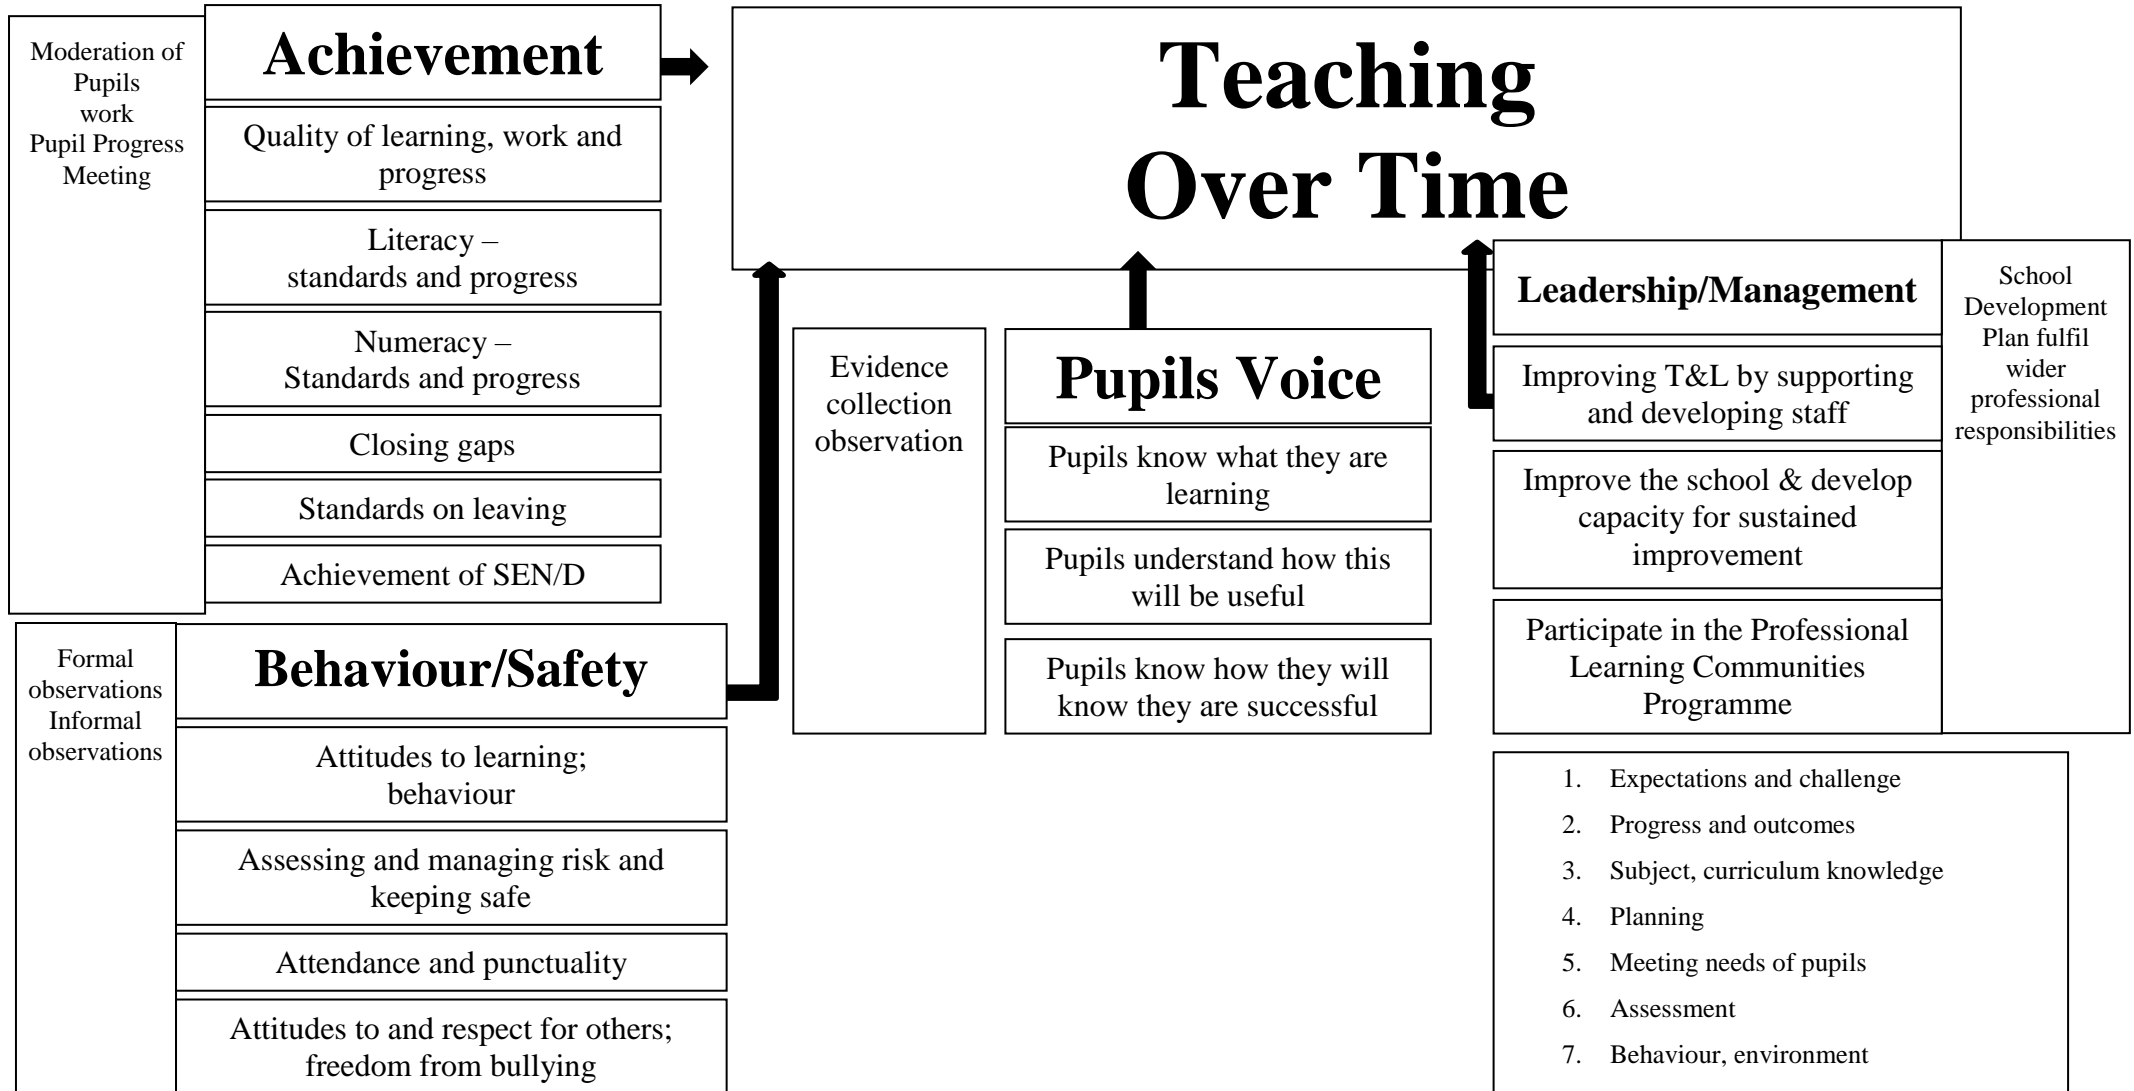 Moderation of
Pupils
work
Pupil Progress
Meeting
Achievement
Quality of learning, work and
progress
Literacy –
standards and progress
Numeracy –
Standards and progress
Closing gaps
Standards on leaving
Achievement of SEN/D
Teaching
Over Time
Formal
observations
Informal
observations
Behaviour/Safety
Attitudes to learning;
behaviour
Assessing and managing risk and
keeping safe
Attendance and punctuality
Attitudes to and respect for others;
freedom from bullying
Evidence
collection
observation
Pupils Voice
Pupils know what they are
learning
Pupils understand how this
will be useful
Pupils know how they will
know they are successful
Leadership/Management
Improving T&L by supporting
and developing staff
Improve the school & develop
capacity for sustained
improvement
Participate in the Professional
Learning Communities
Programme
School
Development
Plan fulfil
wider
professional
responsibilities
1. Expectations and challenge
2. Progress and outcomes
3. Subject, curriculum knowledge
4. Planning
5. Meeting needs of pupils
6. Assessment
7. Behaviour, environment